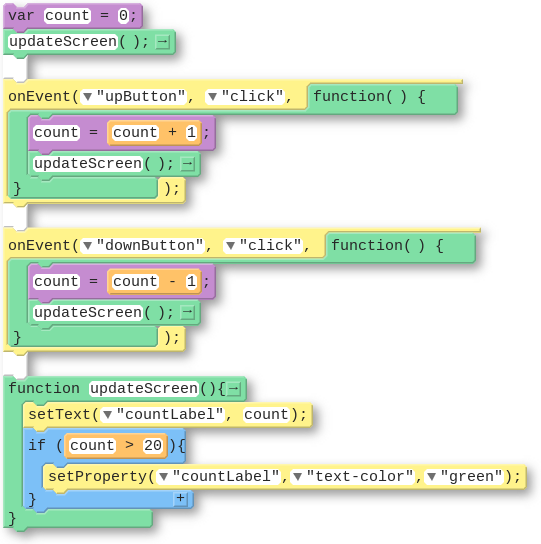 var count = 0;
updateScreen( ); →
onEvent( ▼ "upButton", ▼ "click", function( ) {
count = count + 1 ;
updateScreen( ); →
} );
onEvent( ▼ "downButton", ▼ "click", function( ) {
count = count - 1 ;
updateScreen( ); →
} );
function updateScreen(){ →
setText( ▼ "countLabel", count);
if ( count > 20 ){
setProperty( ▼ "countLabel", ▼ "text-color", ▼ "green");
} +
}